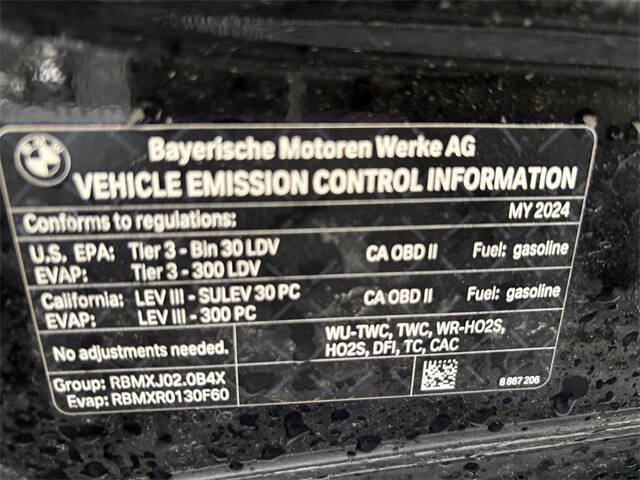 BMW
Bayerische Motoren Werke AG
VEHICLE EMISSION CONTROL INFORMATION
Conforms to regulations: MY 2024
U.S. EPA: Tier 3 - Bin 30 LDV CA OBD II Fuel: gasoline
EVAP: Tier 3 - 300 LDV
California: LEV III - SULEV 30 PC CA OBD II Fuel: gasoline
EVAP: LEV III - 300 PC
No adjustments needed. WU-TWC, TWC, WR-HO2S,
HO2S, DFI, TC, CAC
Group: RBMXJ02.0B4X
Evap: RBMXR0130F60
8 867 206